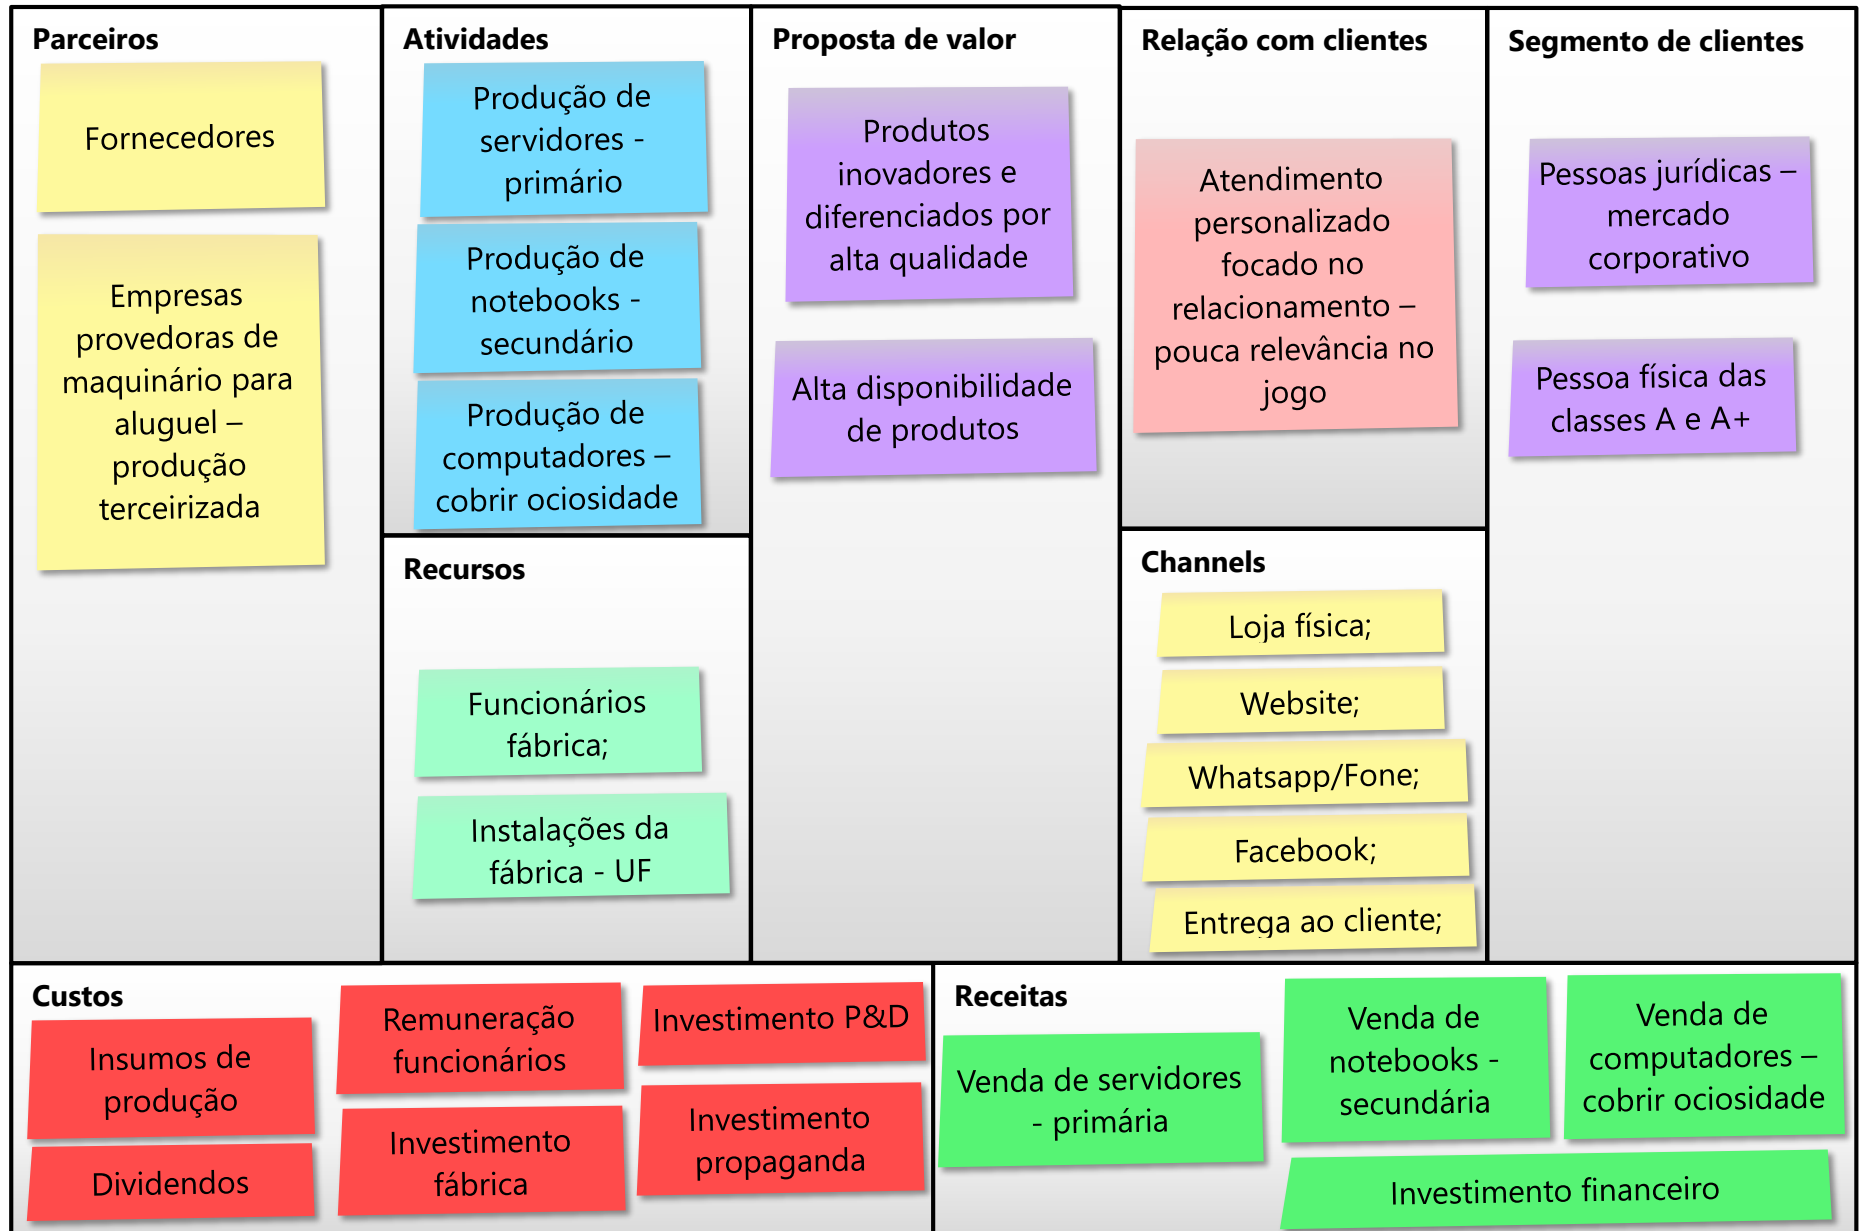 Parceiros
Fornecedores
Empresas
provedoras de
maquinário para
aluguel –
produção
terceirizada
Atividades
Produção de
servidores -
primário
Produção de
notebooks -
secundário
Produção de
computadores –
cobrir ociosidade
Recursos
Funcionários
fábrica;
Instalações da
fábrica - UF
Proposta de valor
Produtos
inovadores e
diferenciados por
alta qualidade
Alta disponibilidade
de produtos
Relação com clientes
Atendimento
personalizado
focado no
relacionamento –
pouca relevância no
jogo
Channels
Loja física;
Website;
Whatsapp/Fone;
Facebook;
Entrega ao cliente;
Segmento de clientes
Pessoas jurídicas –
mercado
corporativo
Pessoa física das
classes A e A+
Custos
Insumos de
produção
Dividendos
Remuneração
funcionários
Investimento
fábrica
Investimento P&D
Investimento
propaganda
Receitas
Venda de servidores
- primária
Venda de
notebooks -
secundária
Venda de
computadores –
cobrir ociosidade
Investimento financeiro